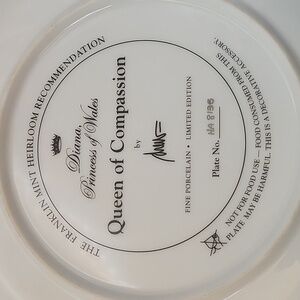 THE FRANKLIN MINT HEIRLOOM RECOMMENDATION
Diana,
Princess of Wales
Queen of Compassion
by
FINE PORCELAIN • LIMITED EDITION
Plate No.
NOT FOR FOOD USE — FOOD CONSUMED FROM THIS
PLATE MAY BE HARMFUL. THIS IS A DECORATIVE ACCESSORY.